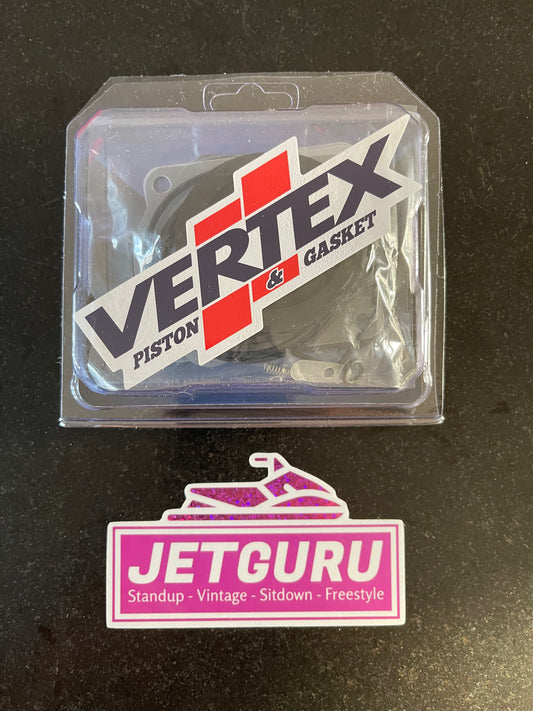 VERTEX
PISTON & GASKET
JETGURU
Standup - Vintage - Sitdown - Freestyle